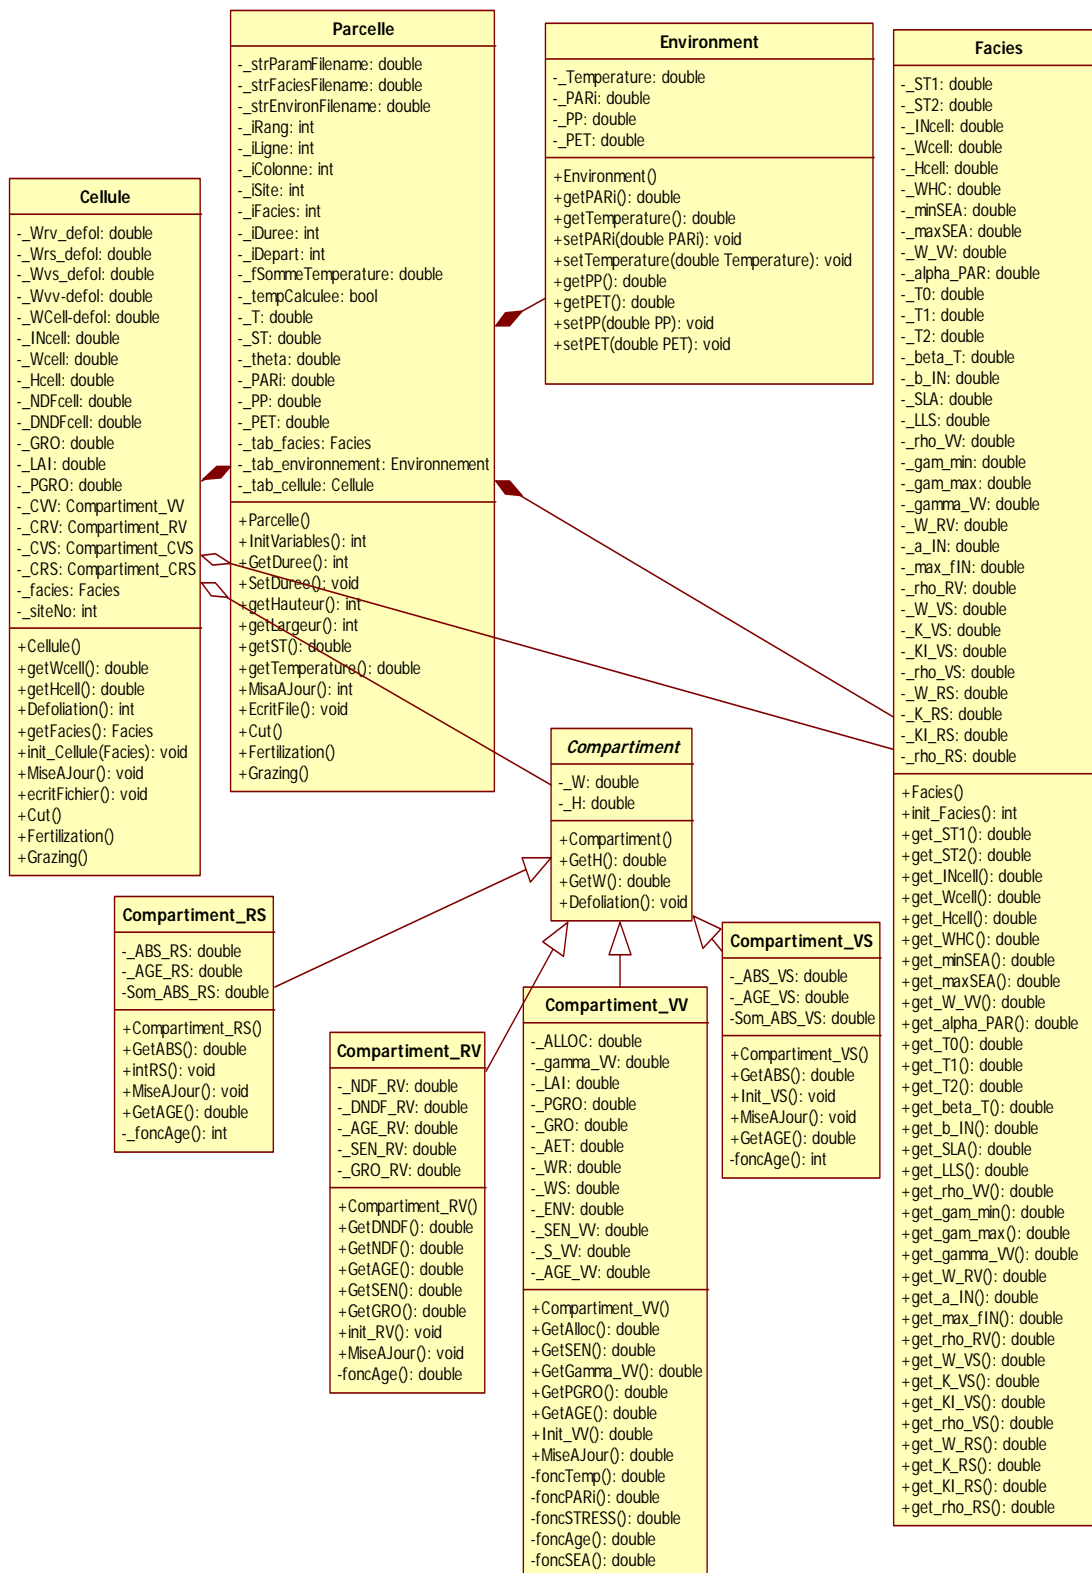 Parcelle
-_strParamFilename: double
-_strFaciesFilename: double
-_strEnvironFilename: double
-_iRang: int
-_iLigne: int
-_iColonne: int
-_iSite: int
-_iFacies: int
-_iDuree: int
-_iDepart: int
-_fSommeTemperature: double
-_tempCalculee: bool
-_T: double
-_ST: double
-_theta: double
-_PARi: double
-_PP: double
-_PET: double
-_tab_facies: Facies
-_tab_environnement: Environnement
-_tab_cellule: Cellule
+Parcelle()
+InitVariables(): int
+GetDuree(): int
+SetDuree(): void
+getHauteur(): int
+getLargeur(): int
+getST(): double
+getTemperature(): double
+MisaAJour(): int
+EcritFile(): void
+Cut()
+Fertilization()
+Grazing()
Environment
-_Temperature: double
-_PARi: double
-_PP: double
-_PET: double
+Environment()
+getPARi(): double
+getTemperature(): double
+setPARi(double PARi): void
+setTemperature(double Temperature): void
+getPP(): double
+getPET(): double
+setPP(double PP): void
+setPET(double PET): void
Facies
-_ST1: double
-_ST2: double
-_INcell: double
-_Wcell: double
-_Hcell: double
-_WHC: double
-_minSEA: double
-_maxSEA: double
-_W_VV: double
-_alpha_PAR: double
-_T0: double
-_T1: double
-_T2: double
-_beta_T: double
-_b_IN: double
-_SLA: double
-_LLS: double
-_rho_VV: double
-_gam_min: double
-_gam_max: double
-_gamma_VV: double
-_W_RV: double
-_a_IN: double
-_max_fIN: double
-_rho_RV: double
-_W_VS: double
-_K_VS: double
-_KI_VS: double
-_rho_VS: double
-_W_RS: double
-_K_RS: double
-_KI_RS: double
-_rho_RS: double
+Facies()
+init_Facies(): int
+get_ST1(): double
+get_ST2(): double
+get_INcell(): double
+get_Wcell(): double
+get_Hcell(): double
+get_WHC(): double
+get_minSEA(): double
+get_maxSEA(): double
+get_W_VV(): double
+get_alpha_PAR(): double
+get_T0(): double
+get_T1(): double
+get_T2(): double
+get_beta_T(): double
+get_b_IN(): double
+get_SLA(): double
+get_LLS(): double
+get_rho_VV(): double
+get_gam_min(): double
+get_gam_max(): double
+get_gamma_VV(): double
+get_W_RV(): double
+get_a_IN(): double
+get_max_fIN(): double
+get_rho_RV(): double
+get_W_VS(): double
+get_K_VS(): double
+get_KI_VS(): double
+get_rho_VS(): double
+get_W_RS(): double
+get_K_RS(): double
+get_KI_RS(): double
+get_rho_RS(): double
Cellule
-_Wrv_defol: double
-_Wrs_defol: double
-_Wvs_defol: double
-_Wvv-defol: double
-_WCell-defol: double
-_INcell: double
-_Wcell: double
-_Hcell: double
-_NDFcell: double
-_DNDFcell: double
-_GRO: double
-_LAI: double
-_PGRO: double
-_CVV: Compartiment_VV
-_CRV: Compartiment_RV
-_CVS: Compartiment_CVS
-_CRS: Compartiment_CRS
-_facies: Facies
-_siteNo: int
+Cellule()
+getWcell(): double
+getHcell(): double
+Defoliation(): int
+getFacies(): Facies
+init_Cellule(Facies): void
+MiseAJour(): void
+ecritFichier(): void
+Cut()
+Fertilization()
+Grazing()
Compartiment
-_W: double
-_H: double
+Compartiment()
+GetH(): double
+GetW(): double
+Defoliation(): void
Compartiment_RS
-_ABS_RS: double
-_AGE_RS: double
-Som_ABS_RS: double
+Compartiment_RS()
+GetABS(): double
+intRS(): void
+MiseAJour(): void
+GetAGE(): double
-_foncAge(): int
Compartiment_VS
-_ABS_VS: double
-_AGE_VS: double
-Som_ABS_VS: double
+Compartiment_VS()
+GetABS(): double
+Init_VS(): void
+MiseAJour(): void
+GetAGE(): double
-foncAge(): int
Compartiment_RV
-_NDF_RV: double
-_DNDF_RV: double
-_AGE_RV: double
-_SEN_RV: double
-_GRO_RV: double
+Compartiment_RV()
+GetDNDF(): double
+GetNDF(): double
+GetAGE(): double
+GetSEN(): double
+GetGRO(): double
+init_RV(): void
+MiseAJour(): void
-foncAge(): double
Compartiment_VV
-_ALLOC: double
-_gamma_VV: double
-_LAI: double
-_PGRO: double
-_GRO: double
-_AET: double
-_WR: double
-_WS: double
-_ENV: double
-_SEN_VV: double
-_S_VV: double
-_AGE_VV: double
+Compartiment_VV()
+GetAlloc(): double
+GetSEN(): double
+GetGamma_VV(): double
+GetPGRO(): double
+GetAGE(): double
+Init_VV(): double
+MiseAJour(): double
-foncTemp(): double
-foncPARi(): double
-foncSTRESS(): double
-foncAge(): double
-foncSEA(): double